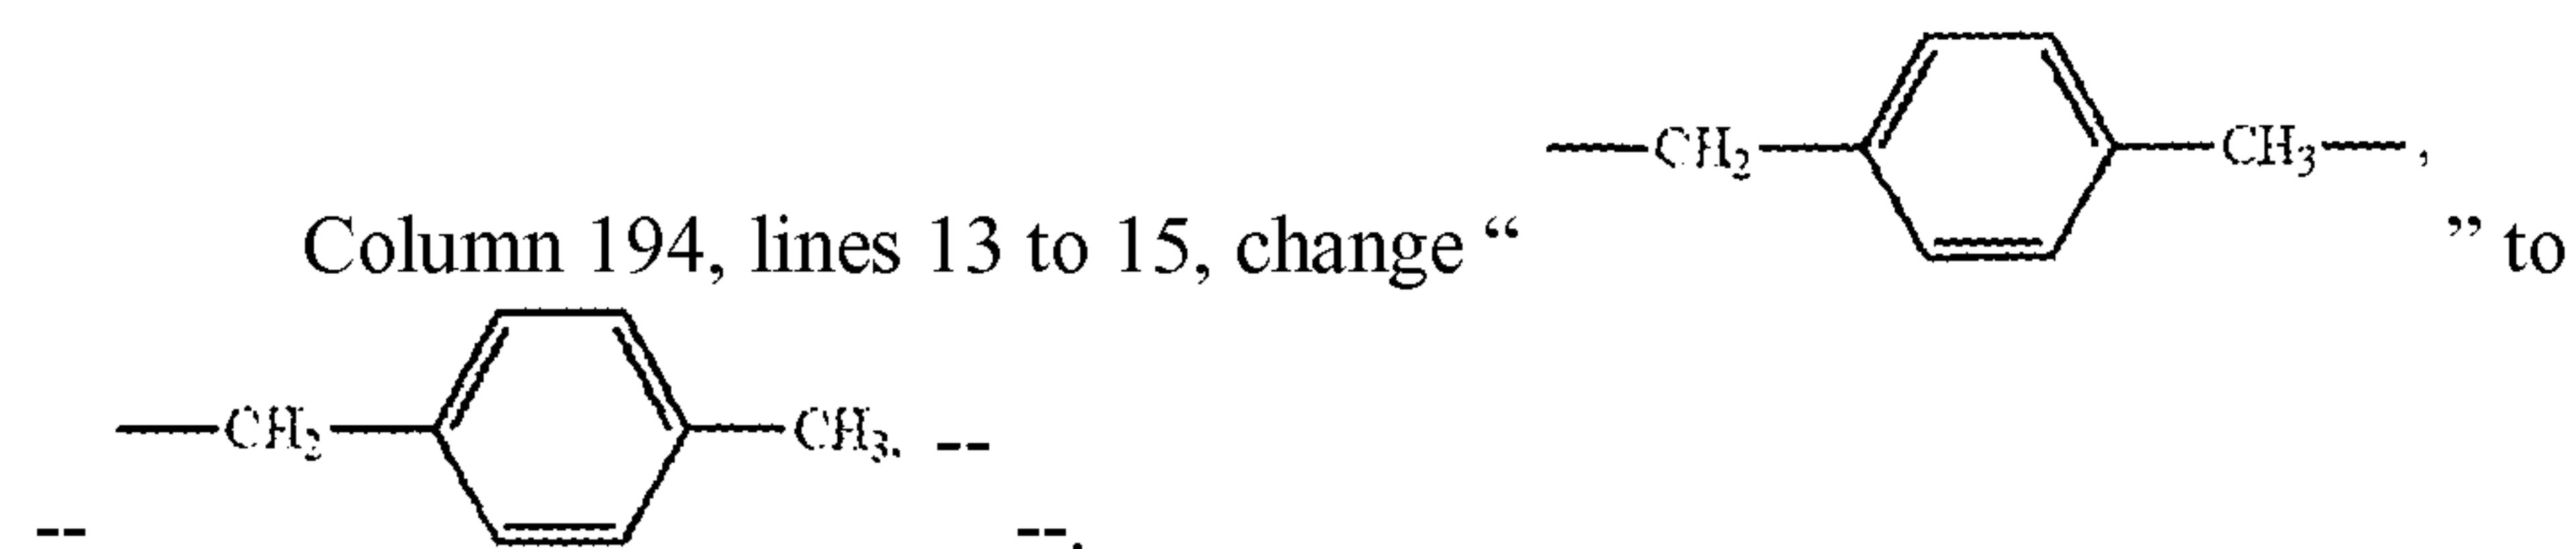 CH₂ CH₃ ,
Column 194, lines 13 to 15, change “ ” to
CH₂ CH₃. --
-- --.